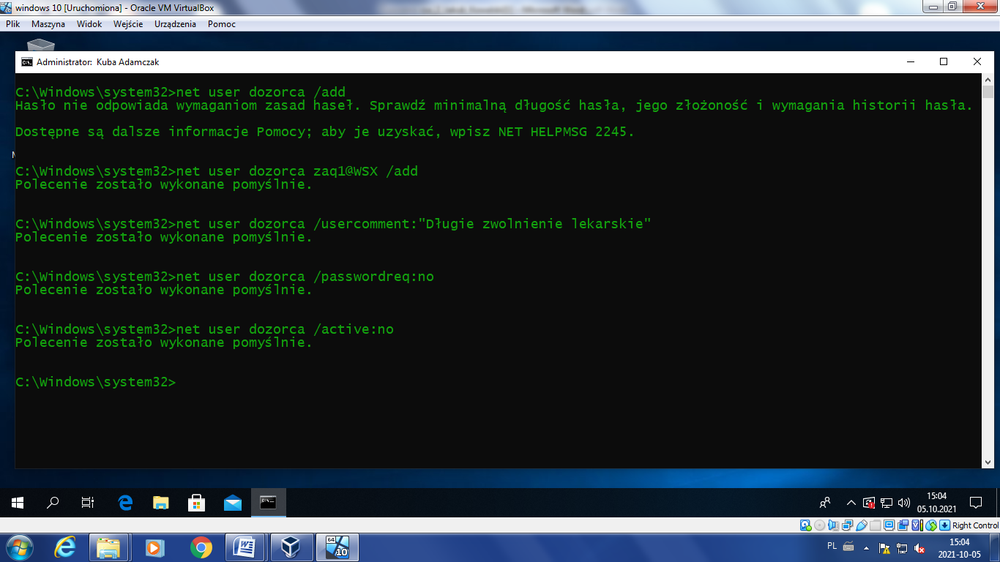 windows 10 [Uruchomiona] - Oracle VM VirtualBox
Plik Maszyna Widok Wejście Urządzenia Pomoc
Administrator: Kuba Adamczak
C:\Windows\system32>net user dozorca /add
Hasło nie odpowiada wymaganiom zasad haseł. Sprawdź minimalną długość hasła, jego złożoność i wymagania historii hasła.
Dostępne są dalsze informacje Pomocy; aby je uzyskać, wpisz NET HELPMSG 2245.
C:\Windows\system32>net user dozorca zaq1@WSX /add
Polecenie zostało wykonane pomyślnie.
C:\Windows\system32>net user dozorca /usercomment:"Długie zwolnienie lekarskie"
Polecenie zostało wykonane pomyślnie.
C:\Windows\system32>net user dozorca /passwordreq:no
Polecenie zostało wykonane pomyślnie.
C:\Windows\system32>net user dozorca /active:no
Polecenie zostało wykonane pomyślnie.
C:\Windows\system32>
15:04
05.10.2021
Right Control
64
10
PL
15:04
2021-10-05